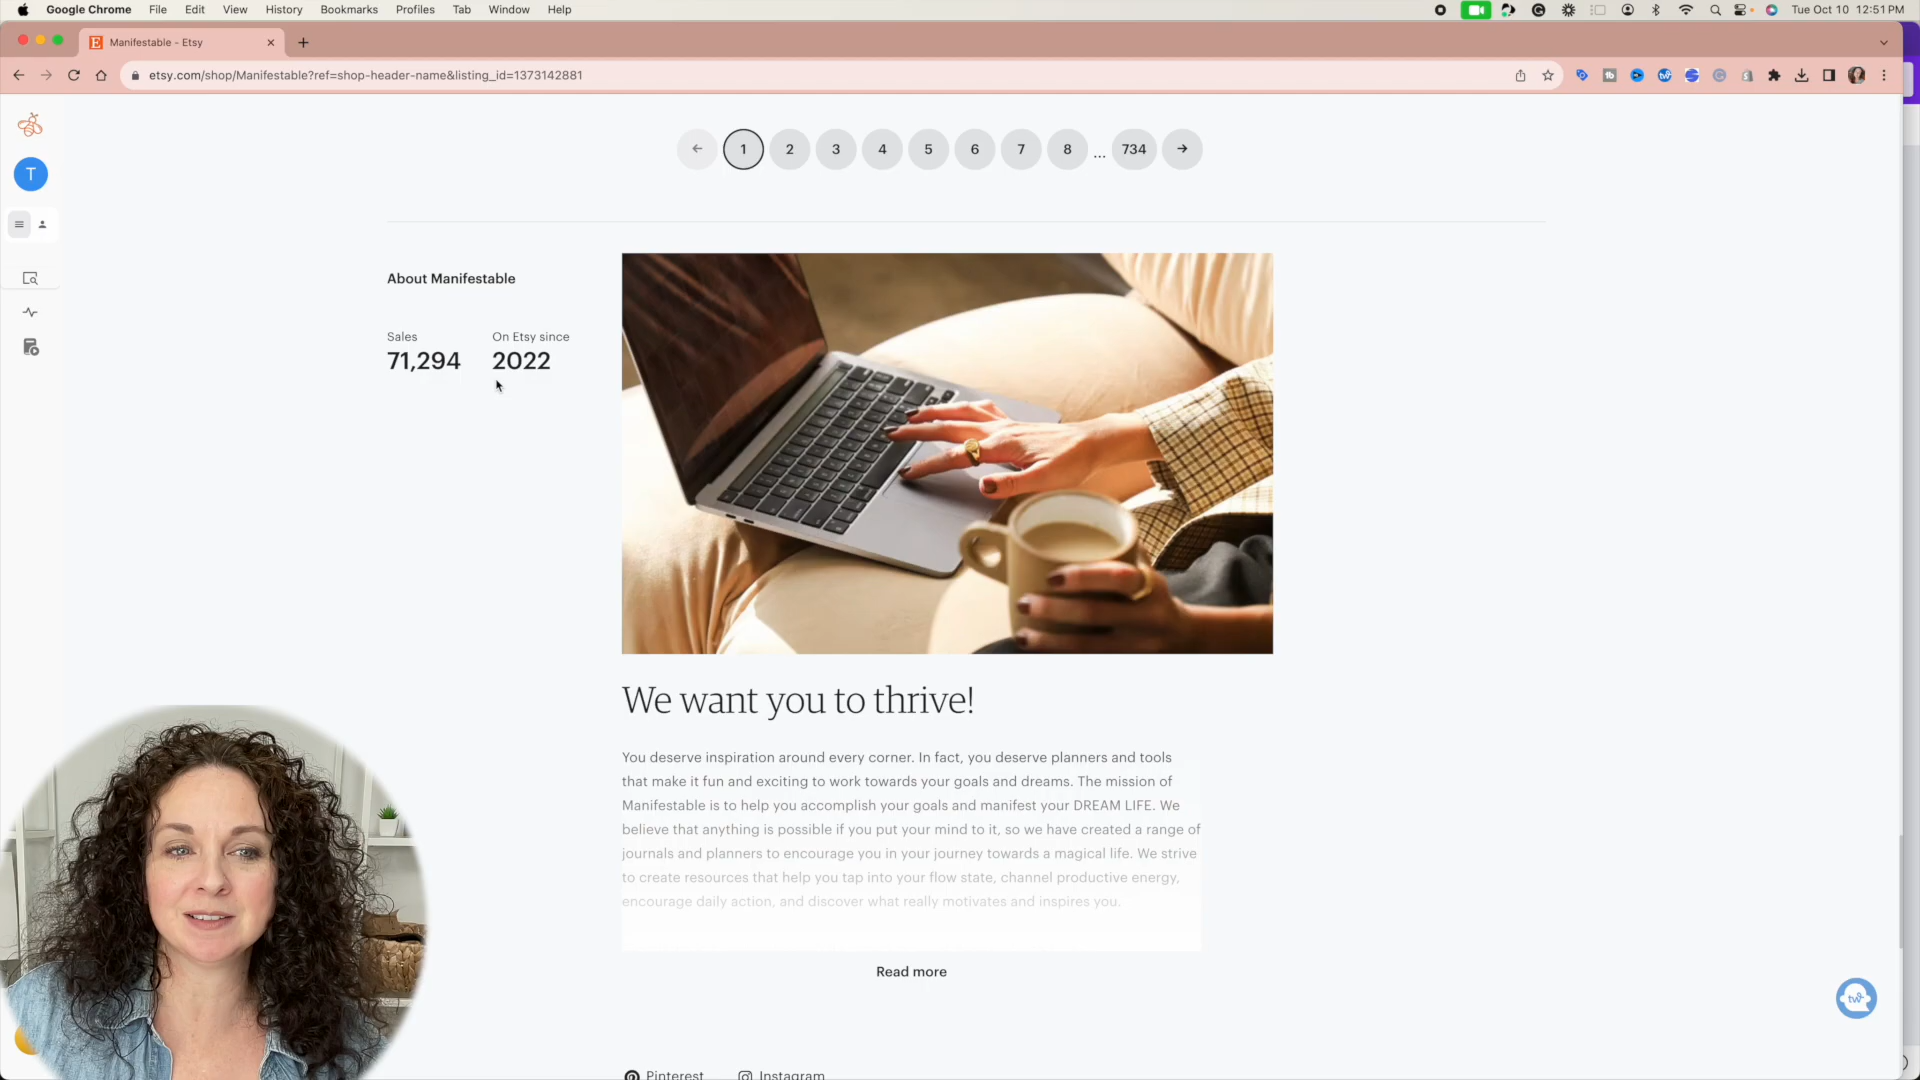 Google Chrome File Edit View History Bookmarks Profiles Tab Window Help Tue Oct 10 12:51 PM
Manifestable - Etsy
etsy.com/shop/Manifestable?ref=shop-header-name&listing_id=1373142881
T
1 2 3 4 5 6 7 8 ... 734
About Manifestable
Sales On Etsy since
71,294 2022
We want you to thrive!
You deserve inspiration around every corner. In fact, you deserve planners and tools
that make it fun and exciting to work towards your goals and dreams. The mission of
Manifestable is to help you accomplish your goals and manifest your DREAM LIFE. We
believe that anything is possible if you put your mind to it, so we have created a range of
journals and planners to encourage you in your journey towards a magical life. We strive
to create resources that help you tap into your flow state, channel productive energy,
encourage daily action, and discover what really motivates and inspires you.
Read more
Pinterest Instagram